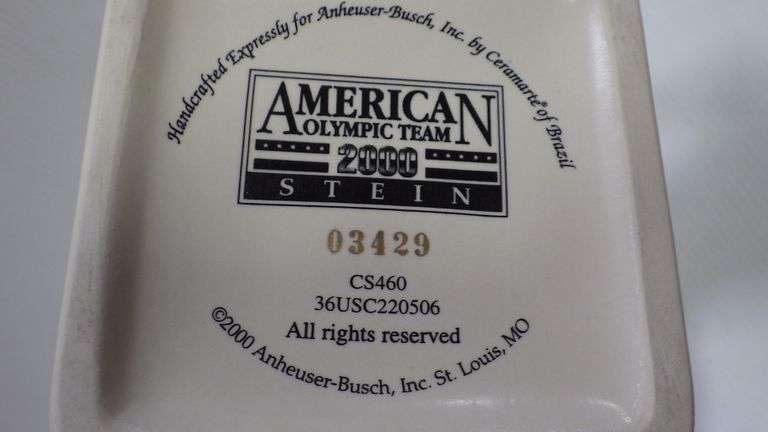 Handcrafted Expressly for Anheuser-Busch, Inc. by Ceramarte® of Brazil
AMERICAN
OLYMPIC TEAM
2000
STEIN
03429
CS460
36USC220506
All rights reserved
©2000 Anheuser-Busch, Inc. St. Louis, MO